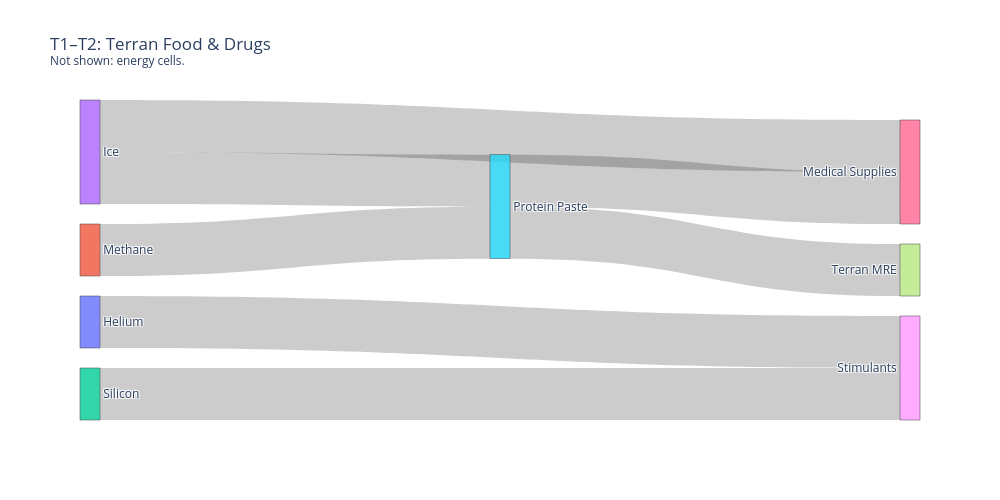 T1–T2: Terran Food & Drugs
Not shown: energy cells.
Ice
Medical Supplies
Protein Paste
Methane
Terran MRE
Helium
Stimulants
Silicon